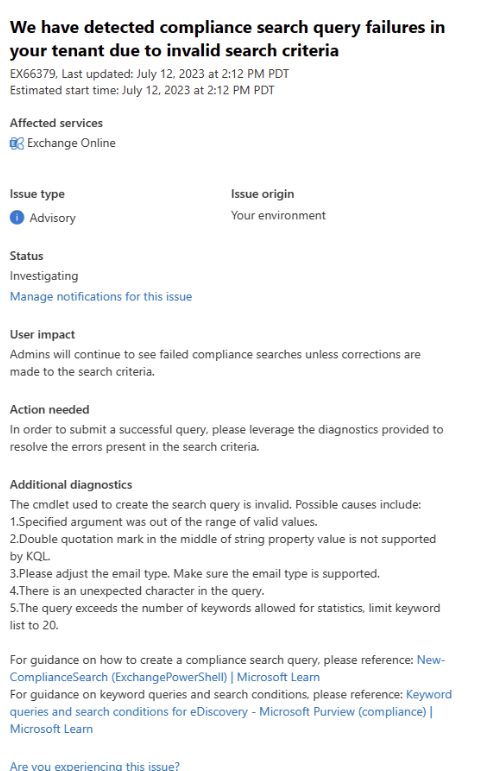 We have detected compliance search query failures in
your tenant due to invalid search criteria
EX66379, Last updated: July 12, 2023 at 2:12 PM PDT
Estimated start time: July 12, 2023 at 2:12 PM PDT
Affected services
Exchange Online
Issue type
Issue origin
Advisory
Your environment
Status
Investigating
Manage notifications for this issue
User impact
Admins will continue to see failed compliance searches unless corrections are
made to the search criteria.
Action needed
In order to submit a successful query, please leverage the diagnostics provided to
resolve the errors present in the search criteria.
Additional diagnostics
The cmdlet used to create the search query is invalid. Possible causes include:
1.Specified argument was out of the range of valid values.
2.Double quotation mark in the middle of string property value is not supported
by KQL.
3.Please adjust the email type. Make sure the email type is supported.
4.There is an unexpected character in the query.
5.The query exceeds the number of keywords allowed for statistics, limit keyword
list to 20.
For guidance on how to create a compliance search query, please reference: New-
ComplianceSearch (ExchangePowerShell) | Microsoft Learn
For guidance on keyword queries and search conditions, please reference: Keyword
queries and search conditions for eDiscovery - Microsoft Purview (compliance) |
Microsoft Learn
Are you experiencing this issue?